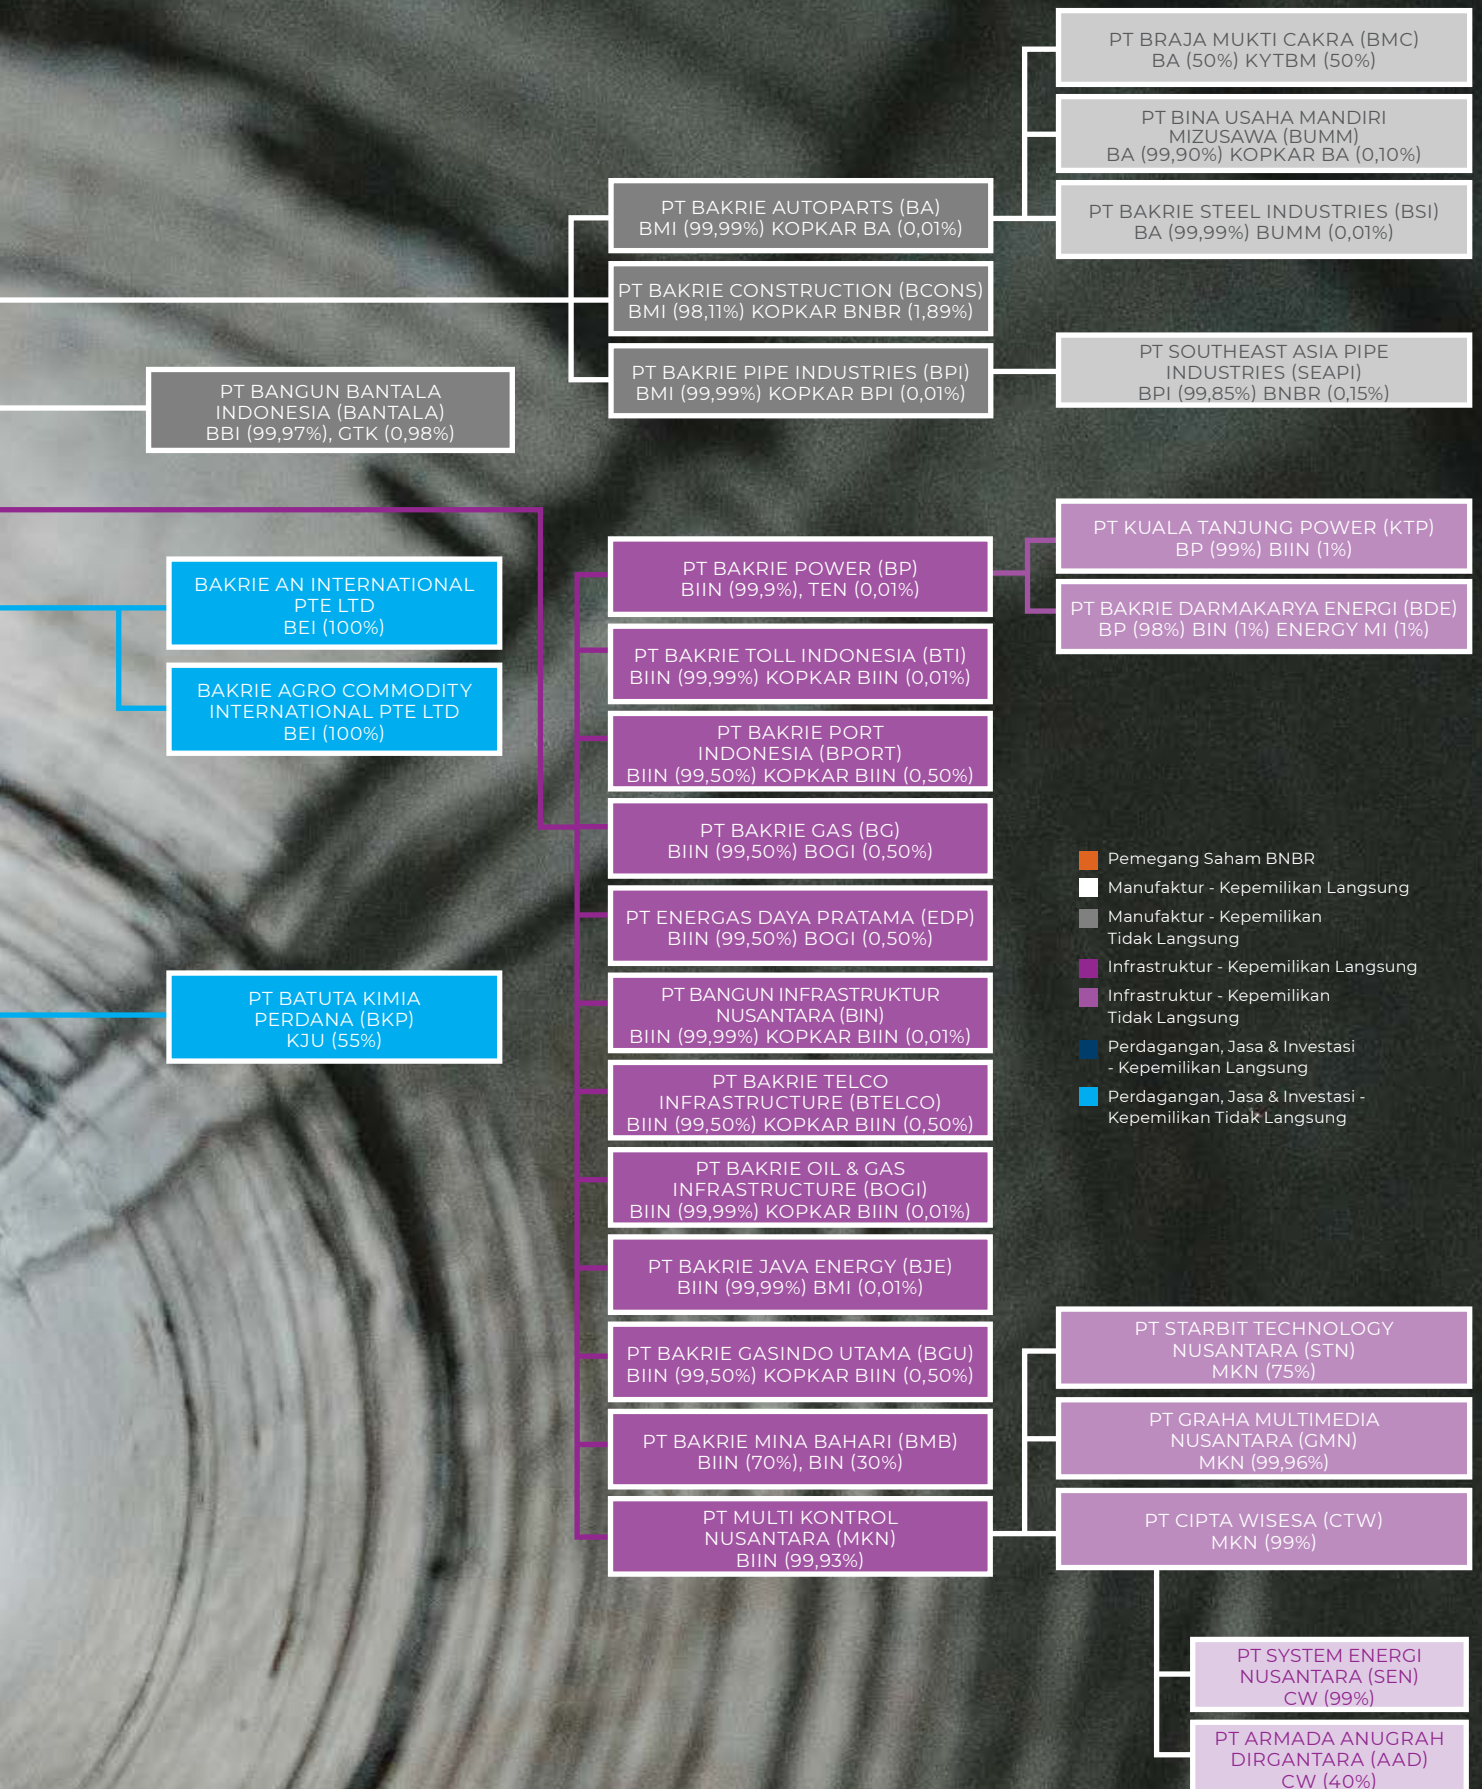 PT BRAJA MUKTI CAKRA (BMC)
BA (50%) KYTBM (50%)
PT BINA USAHA MANDIRI
MIZUSAWA (BUMM)
BA (99,90%) KOPKAR BA (0,10%)
PT BAKRIE STEEL INDUSTRIES (BSI)
BA (99,99%) BUMM (0,01%)
PT BAKRIE AUTOPARTS (BA)
BMI (99,99%) KOPKAR BA (0,01%)
PT BAKRIE CONSTRUCTION (BCONS)
BMI (98,11%) KOPKAR BNBR (1,89%)
PT BAKRIE PIPE INDUSTRIES (BPI)
BMI (99,99%) KOPKAR BPI (0,01%)
PT SOUTHEAST ASIA PIPE
INDUSTRIES (SEAPI)
BPI (99,85%) BNBR (0,15%)
PT BANGUN BANTALA
INDONESIA (BANTALA)
BBI (99,97%), GTK (0,98%)
BAKRIE AN INTERNATIONAL
PTE LTD
BEI (100%)
BAKRIE AGRO COMMODITY
INTERNATIONAL PTE LTD
BEI (100%)
PT BATUTA KIMIA
PERDANA (BKP)
KJU (55%)
PT BAKRIE POWER (BP)
BIIN (99,9%), TEN (0,01%)
PT BAKRIE TOLL INDONESIA (BTI)
BIIN (99,99%) KOPKAR BIIN (0,01%)
PT BAKRIE PORT
INDONESIA (BPORT)
BIIN (99,50%) KOPKAR BIIN (0,50%)
PT BAKRIE GAS (BG)
BIIN (99,50%) BOGI (0,50%)
PT ENERGAS DAYA PRATAMA (EDP)
BIIN (99,50%) BOGI (0,50%)
PT BANGUN INFRASTRUKTUR
NUSANTARA (BIN)
BIIN (99,99%) KOPKAR BIIN (0,01%)
PT BAKRIE TELCO
INFRASTRUCTURE (BTELCO)
BIIN (99,50%) KOPKAR BIIN (0,50%)
PT BAKRIE OIL & GAS
INFRASTRUCTURE (BOGI)
BIIN (99,99%) KOPKAR BIIN (0,01%)
PT BAKRIE JAVA ENERGY (BJE)
BIIN (99,99%) BMI (0,01%)
PT BAKRIE GASINDO UTAMA (BGU)
BIIN (99,50%) KOPKAR BIIN (0,50%)
PT BAKRIE MINA BAHARI (BMB)
BIIN (70%), BIN (30%)
PT MULTI KONTROL
NUSANTARA (MKN)
BIIN (99,93%)
PT KUALA TANJUNG POWER (KTP)
BP (99%) BIIN (1%)
PT BAKRIE DARMAKARYA ENERGI (BDE)
BP (98%) BIN (1%) ENERGY MI (1%)
Pemegang Saham BNBR
Manufaktur - Kepemilikan Langsung
Manufaktur - Kepemilikan
Tidak Langsung
Infrastruktur - Kepemilikan Langsung
Infrastruktur - Kepemilikan
Tidak Langsung
Perdagangan, Jasa & Investasi
- Kepemilikan Langsung
Perdagangan, Jasa & Investasi -
Kepemilikan Tidak Langsung
PT STARBIT TECHNOLOGY
NUSANTARA (STN)
MKN (75%)
PT GRAHA MULTIMEDIA
NUSANTARA (GMN)
MKN (99,96%)
PT CIPTA WISESA (CTW)
MKN (99%)
PT SYSTEM ENERGI
NUSANTARA (SEN)
CW (99%)
PT ARMADA ANUGRAH
DIRGANTARA (AAD)
CW (40%)